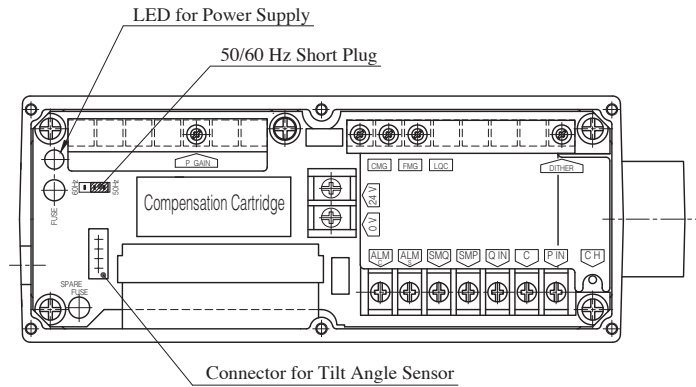 LED for Power Supply
50/60 Hz Short Plug
P GAIN
CMG
FMG
LQC
DITHER
60Hz
50Hz
FUSE
Compensation Cartridge
24 V
0 V
ALM C
ALM S
SMQ
SMP
Q IN
C
P IN
C H
SPARE
FUSE
Connector for Tilt Angle Sensor